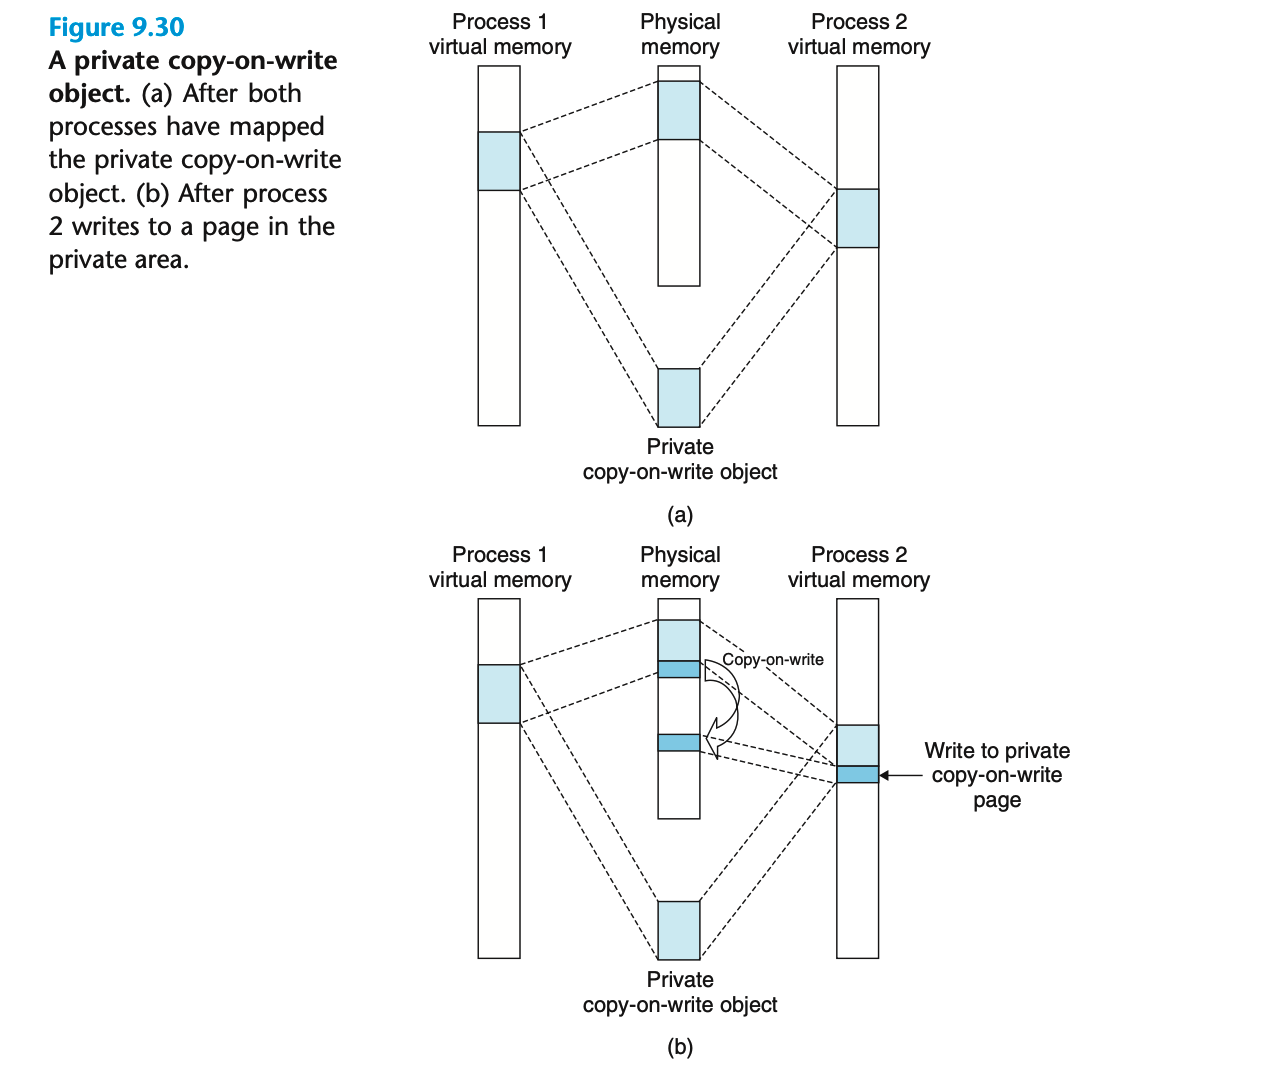 Figure 9.30
A private copy-on-write
object. (a) After both
processes have mapped
the private copy-on-write
object. (b) After process
2 writes to a page in the
private area.
Process 1
virtual memory
Physical
memory
Process 2
virtual memory
Private
copy-on-write object
(a)
Process 1
virtual memory
Physical
memory
Process 2
virtual memory
Copy-on-write
Write to private
copy-on-write
page
Private
copy-on-write object
(b)